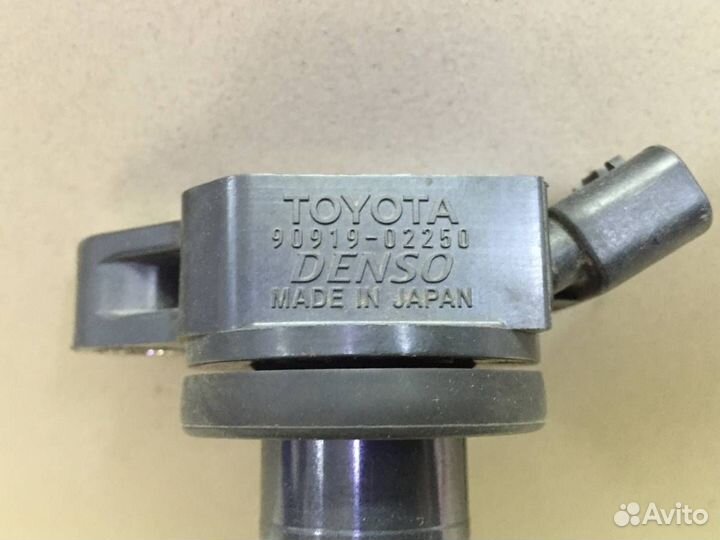 TOYOTA
90919-02250
DENSO
MADE IN JAPAN
Avito